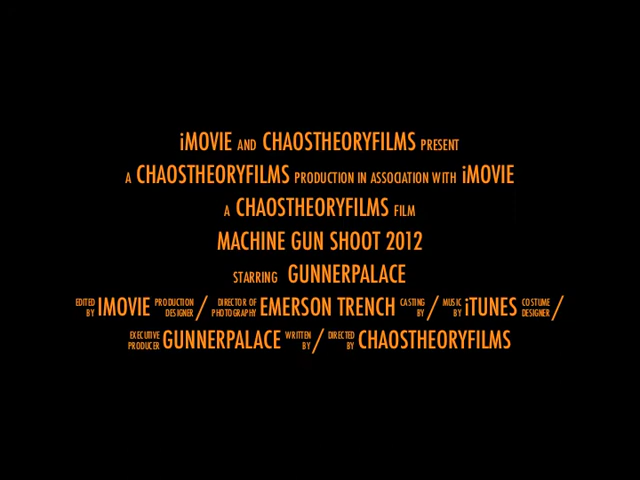 iMOVIE AND CHAOSTHEORYFILMS PRESENT
A CHAOSTHEORYFILMS PRODUCTION IN ASSOCIATION WITH iMOVIE
A CHAOSTHEORYFILMS FILM
MACHINE GUN SHOOT 2012
STARRING GUNNERPALACE
EDITED BY IMOVIE PRODUCTION DESIGNER / DIRECTOR OF PHOTOGRAPHY EMERSON TRENCH CASTING BY / MUSIC BY iTUNES COSTUME DESIGNER /
EXECUTIVE PRODUCER GUNNERPALACE WRITTEN BY / DIRECTED BY CHAOSTHEORYFILMS